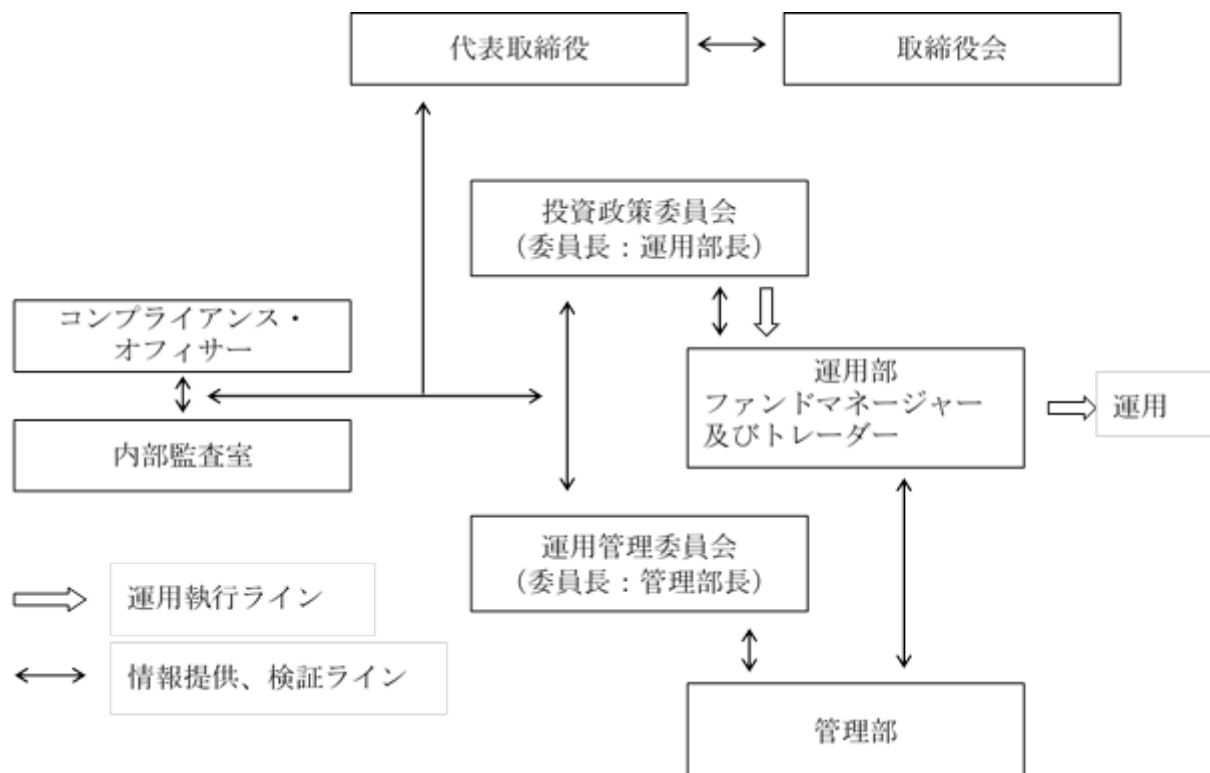 代表取締役
取締役会
投資政策委員会
(委員長：運用部長)
コンプライアンス・
オフィサー
運用部
ファンドマネージャー
及びトレーダー
運用
内部監査室
運用管理委員会
(委員長：管理部長)
運用執行ライン
情報提供、検証ライン
管理部